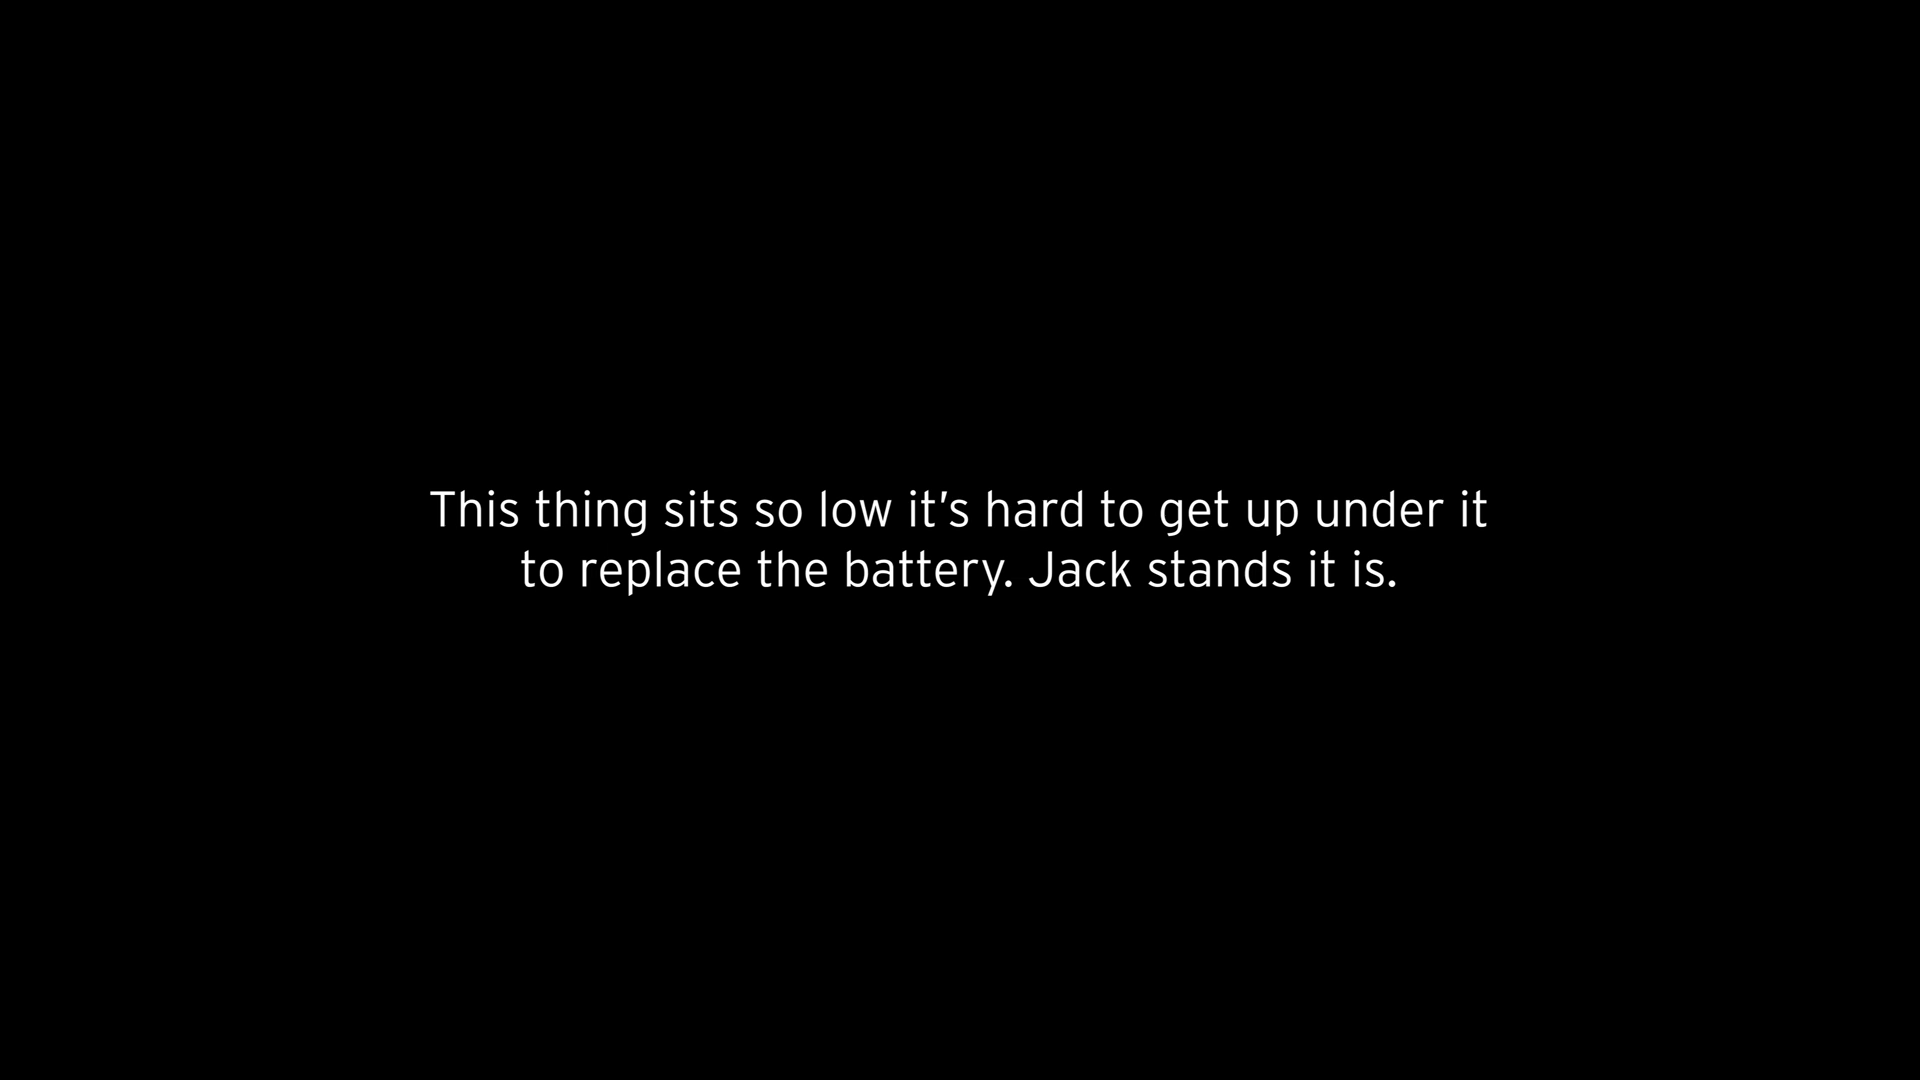 This thing sits so low it’s hard to get up under it
to replace the battery. Jack stands it is.